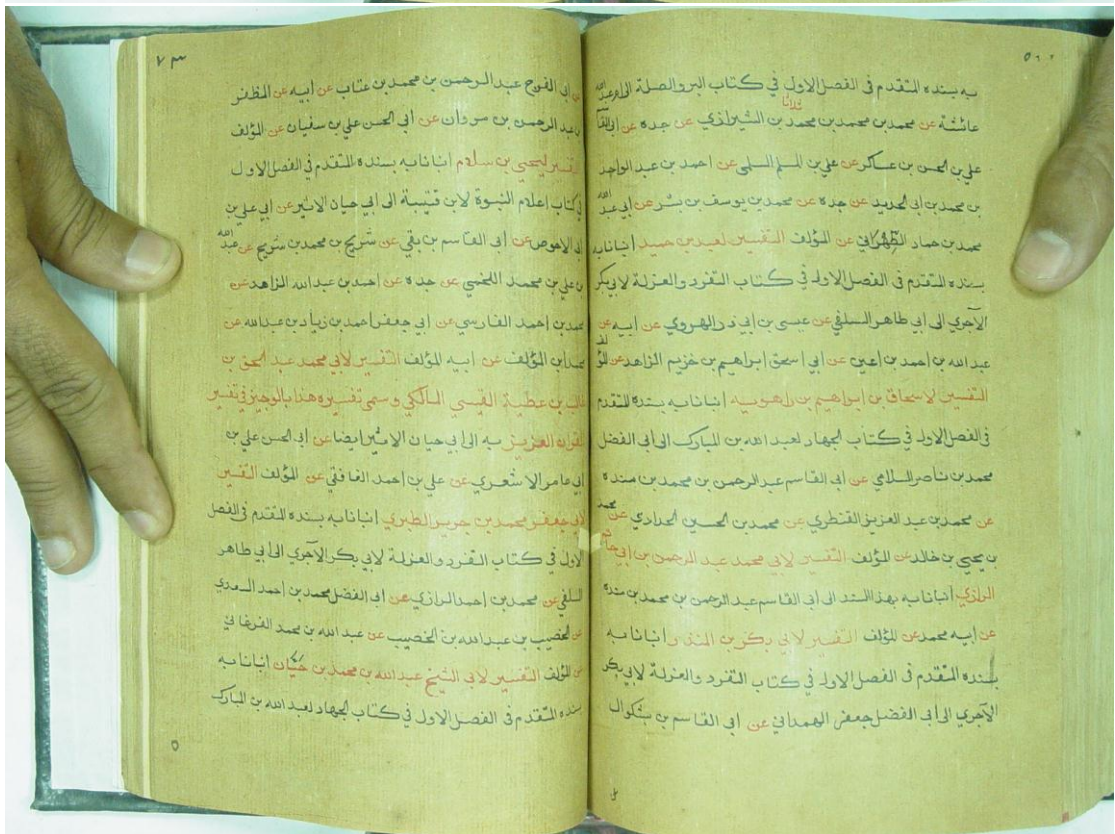 ٥٦٢
به بسنده المتقدم في الفصل الاول في كتاب البر والصلة الى ام عبد الله
عائشة عن محمد بن محمد بن محمد بن الشيرازي عن جده عن ابي القا
ثلاثا
علي بن الحسن بن عساكر عن علي بن المسلم السلمي عن احمد بن عبد الواحد
بن محمد بن ابي الحديد عن جده عن محمد بن يوسف بن بشر عن ابي عبد الله
محمد بن حماد الطهراني عن المؤلف التفسير لعبد بن حميد انبانا به
بسنده المتقدم في الفصل الاول في كتاب التفرد والعزلة لابي بكر
الآجري الى ابي طاهر السلفي عن عيسى بن ابي ذر الهروي عن ابيه عن
عبد الله بن احمد بن اعين عن ابي اسحق ابراهيم بن خزيم الزاهد عن المؤلف
التفسير لاسحاق بن ابراهيم بن راهويه انبانا به بسنده المتقدم
في الفصل الاول في كتاب الجهاد لعبد الله بن المبارك الى ابي الفضل
محمد بن ناصر السلامي عن ابي القاسم عبد الرحمن بن محمد بن منده
عن محمد بن عبد العزيز القنطري عن محمد بن الحسين الحدادي عن محمد
بن يحيى بن خالد عن المؤلف التفسير لابي محمد عبد الرحمن بن ابي حاتم
الرازي انبانا به بهذا السند الى ابي القاسم عبد الرحمن بن محمد بن منده
عن ابيه محمد عن المؤلف التفسير لابي بكر بن المنذر انبانا به
بسنده المتقدم في الفصل الاول في كتاب التفرد والعزلة لابي بكر
الآجري الى ابي الفضل جعفر الهمداني عن ابي القاسم بن بشكوال
٧٣
عن ابي الفرج عبد الرحمن بن محمد بن عتاب عن ابيه عن المظفر
بن عبد الرحمن بن سروان عن ابي الحسن علي بن سفيان عن المؤلف
التفسير ليحيى بن سلام انبانا به بسنده المتقدم في الفصل الاول
في كتاب اعلام النبوة لابن قتيبة الى ابي حيان الاثير عن ابي علي بن
ابي الاحوص عن ابي القاسم بن بقي عن شريح بن محمد بن شريح عن عبد الله
بن علي بن محمد اللخمي عن جده عن احمد بن عبد الله الزاهد عن
محمد بن احمد الفارسي عن ابي جعفر احمد بن زياد بن عبد الله عن
محمد ابن المؤلف عن ابيه المؤلف التفسير لابي محمد عبد الحق بن
غالب بن عطية القيسي المالكي وسمى تفسيره هذا بالوجيز في تفسير
القرآن العزيز به الى ابي حيان الاثير ايضا عن ابي الحسن علي بن
ابي عامر الاشعري عن علي بن احمد الغافقي عن المؤلف التفسير
لابي جعفر محمد بن جرير الطبري انبانا به بسنده المتقدم في الفصل
الاول في كتاب التفرد والعزلة لابي بكر الآجري الى ابي طاهر
السلفي عن محمد بن احمد الرازي عن ابي الفضل محمد بن احمد السعدي
عن الخصيب بن عبد الله بن الخصيب عن عبد الله بن محمد الفرغاني
عن المؤلف التفسير لابي الشيخ عبد الله بن محمد بن حيان انبانا به
بسنده المتقدم في الفصل الاول في كتاب الجهاد لعبد الله بن المبارك